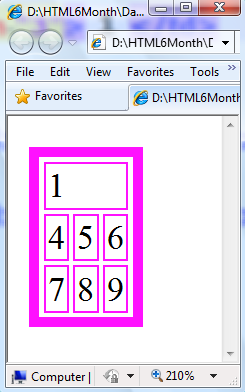 D:\HTML6Month\Da...
D:\HTML6Month\D
File Edit View Favorites Tools »
Favorites
D:\HTML6Month
1
4 5 6
7 8 9
Computer |
210%